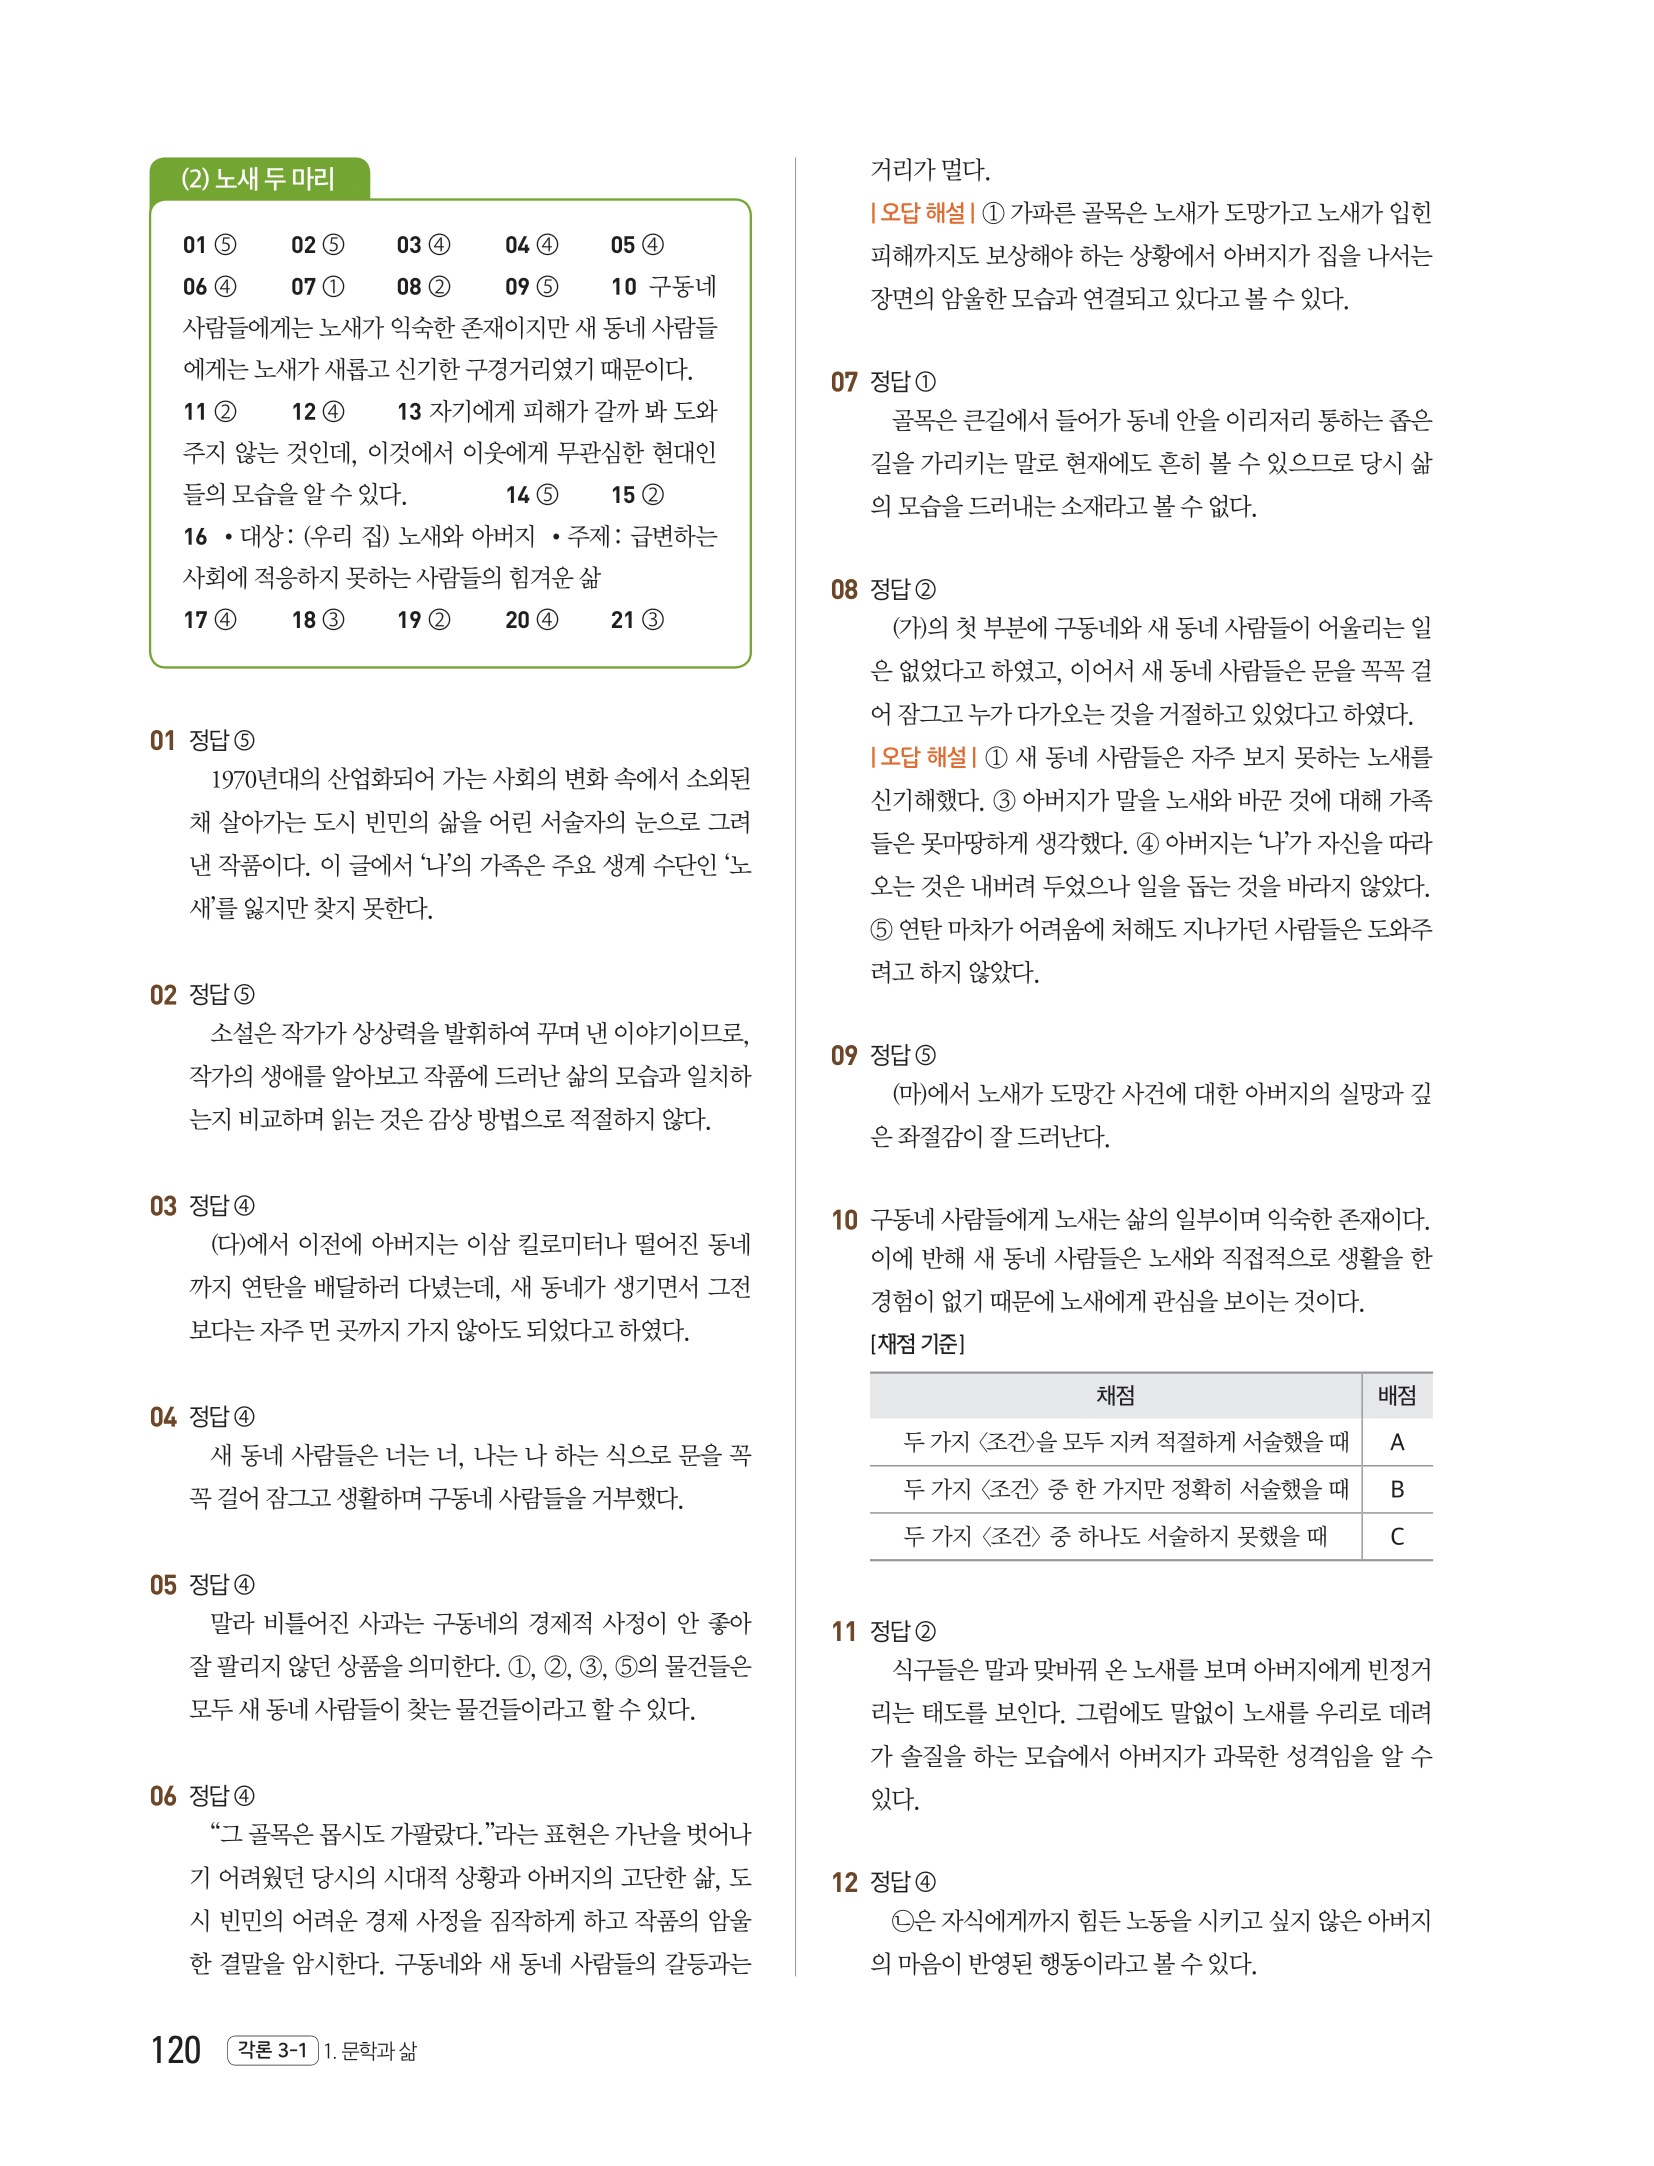 (2) 노새 두 마리
01 ⑤ 02 ⑤ 03 ④ 04 ④ 05 ④
06 ④ 07 ① 08 ② 09 ⑤ 10 구동네
사람들에게는 노새가 익숙한 존재이지만 새 동네 사람들
에게는 노새가 새롭고 신기한 구경거리였기 때문이다.
11 ② 12 ④ 13 자기에게 피해가 갈까 봐 도와
주지 않는 것인데, 이것에서 이웃에게 무관심한 현대인
들의 모습을 알 수 있다. 14 ⑤ 15 ②
16 • 대상: (우리 집) 노새와 아버지 • 주제: 급변하는
사회에 적응하지 못하는 사람들의 힘겨운 삶
17 ④ 18 ③ 19 ② 20 ④ 21 ③
01 정답 ⑤
1970년대의 산업화되어 가는 사회의 변화 속에서 소외된
채 살아가는 도시 빈민의 삶을 어린 서술자의 눈으로 그려
낸 작품이다. 이 글에서 ‘나’의 가족은 주요 생계 수단인 ‘노
새’를 잃지만 찾지 못한다.
02 정답 ⑤
소설은 작가가 상상력을 발휘하여 꾸며 낸 이야기이므로,
작가의 생애를 알아보고 작품에 드러난 삶의 모습과 일치하
는지 비교하며 읽는 것은 감상 방법으로 적절하지 않다.
03 정답 ④
(다)에서 이전에 아버지는 이삼 킬로미터나 떨어진 동네
까지 연탄을 배달하러 다녔는데, 새 동네가 생기면서 그전
보다는 자주 먼 곳까지 가지 않아도 되었다고 하였다.
04 정답 ④
새 동네 사람들은 너는 너, 나는 나 하는 식으로 문을 꼭
꼭 걸어 잠그고 생활하며 구동네 사람들을 거부했다.
05 정답 ④
말라 비틀어진 사과는 구동네의 경제적 사정이 안 좋아
잘 팔리지 않던 상품을 의미한다. ①, ②, ③, ⑤의 물건들은
모두 새 동네 사람들이 찾는 물건들이라고 할 수 있다.
06 정답 ④
“그 골목은 몹시도 가팔랐다.”라는 표현은 가난을 벗어나
기 어려웠던 당시의 시대적 상황과 아버지의 고단한 삶, 도
시 빈민의 어려운 경제 사정을 짐작하게 하고 작품의 암울
한 결말을 암시한다. 구동네와 새 동네 사람들의 갈등과는
거리가 멀다.
|오답 해설| ① 가파른 골목은 노새가 도망가고 노새가 입힌
피해까지도 보상해야 하는 상황에서 아버지가 집을 나서는
장면의 암울한 모습과 연결되고 있다고 볼 수 있다.
07 정답 ①
골목은 큰길에서 들어가 동네 안을 이리저리 통하는 좁은
길을 가리키는 말로 현재에도 흔히 볼 수 있으므로 당시 삶
의 모습을 드러내는 소재라고 볼 수 없다.
08 정답 ②
(가)의 첫 부분에 구동네와 새 동네 사람들이 어울리는 일
은 없었다고 하였고, 이어서 새 동네 사람들은 문을 꼭꼭 걸
어 잠그고 누가 다가오는 것을 거절하고 있었다고 하였다.
|오답 해설| ① 새 동네 사람들은 자주 보지 못하는 노새를
신기해했다. ③ 아버지가 말을 노새와 바꾼 것에 대해 가족
들은 못마땅하게 생각했다. ④ 아버지는 ‘나’가 자신을 따라
오는 것은 내버려 두었으나 일을 돕는 것을 바라지 않았다.
⑤ 연탄 마차가 어려움에 처해도 지나가던 사람들은 도와주
려고 하지 않았다.
09 정답 ⑤
(마)에서 노새가 도망간 사건에 대한 아버지의 실망과 깊
은 좌절감이 잘 드러난다.
10 구동네 사람들에게 노새는 삶의 일부이며 익숙한 존재이다.
이에 반해 새 동네 사람들은 노새와 직접적으로 생활을 한
경험이 없기 때문에 노새에게 관심을 보이는 것이다.
[채점 기준]
채점 배점
두 가지 〈조건〉을 모두 지켜 적절하게 서술했을 때 A
두 가지 〈조건〉 중 한 가지만 정확히 서술했을 때 B
두 가지 〈조건〉 중 하나도 서술하지 못했을 때 C
11 정답 ②
식구들은 말과 맞바꿔 온 노새를 보며 아버지에게 빈정거
리는 태도를 보인다. 그럼에도 말없이 노새를 우리로 데려
가 솔질을 하는 모습에서 아버지가 과묵한 성격임을 알 수
있다.
12 정답 ④
㉡은 자식에게까지 힘든 노동을 시키고 싶지 않은 아버지
의 마음이 반영된 행동이라고 볼 수 있다.
120 각론 3-1 1. 문학과 삶